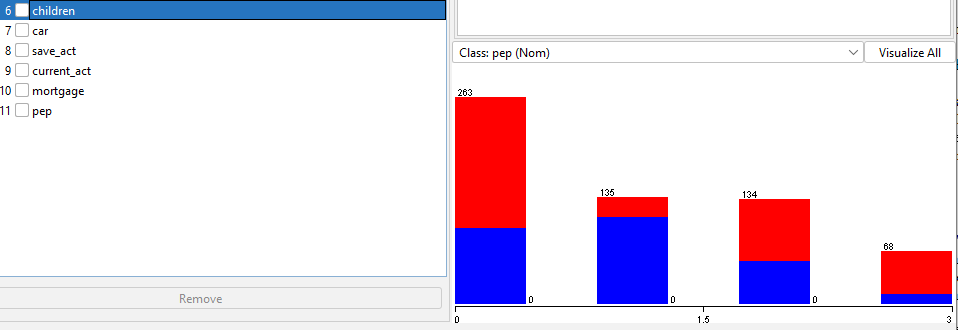 6 children
7 car
8 save_act
9 current_act
10 mortgage
11 pep
Remove
Class: pep (Nom)
Visualize All
263
0
135
0
134
0
68
0
1.5
3